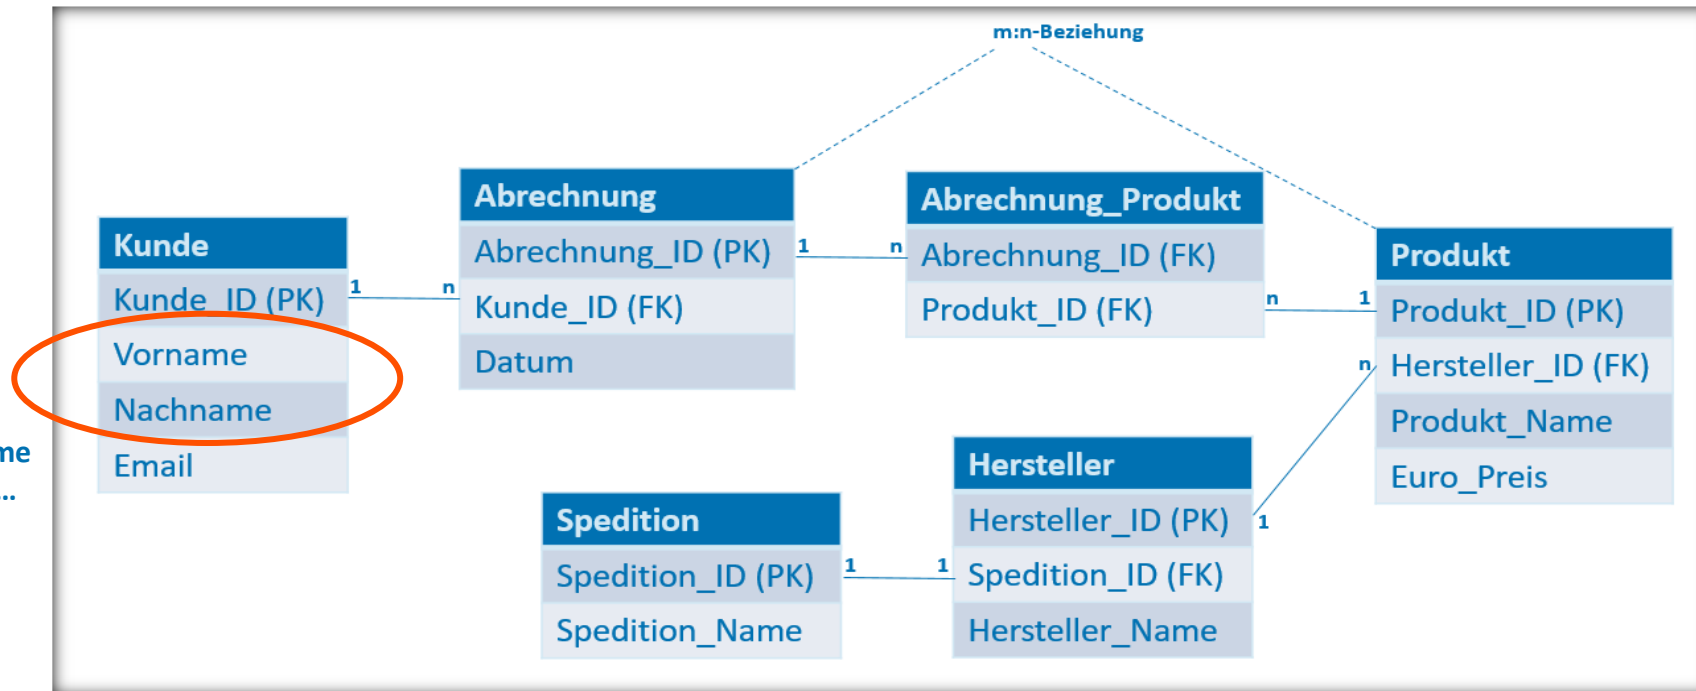 m:n-Beziehung
Kunde
Kunde_ID (PK)
Vorname
Nachname
Email
1
n
Abrechnung
Abrechnung_ID (PK)
Kunde_ID (FK)
Datum
1
n
Abrechnung_Produkt
Abrechnung_ID (FK)
Produkt_ID (FK)
n
1
Produkt
Produkt_ID (PK)
Hersteller_ID (FK)
Produkt_Name
Euro_Preis
n
1
Hersteller
Hersteller_ID (PK)
Spedition_ID (FK)
Hersteller_Name
1
1
Spedition
Spedition_ID (PK)
Spedition_Name
...